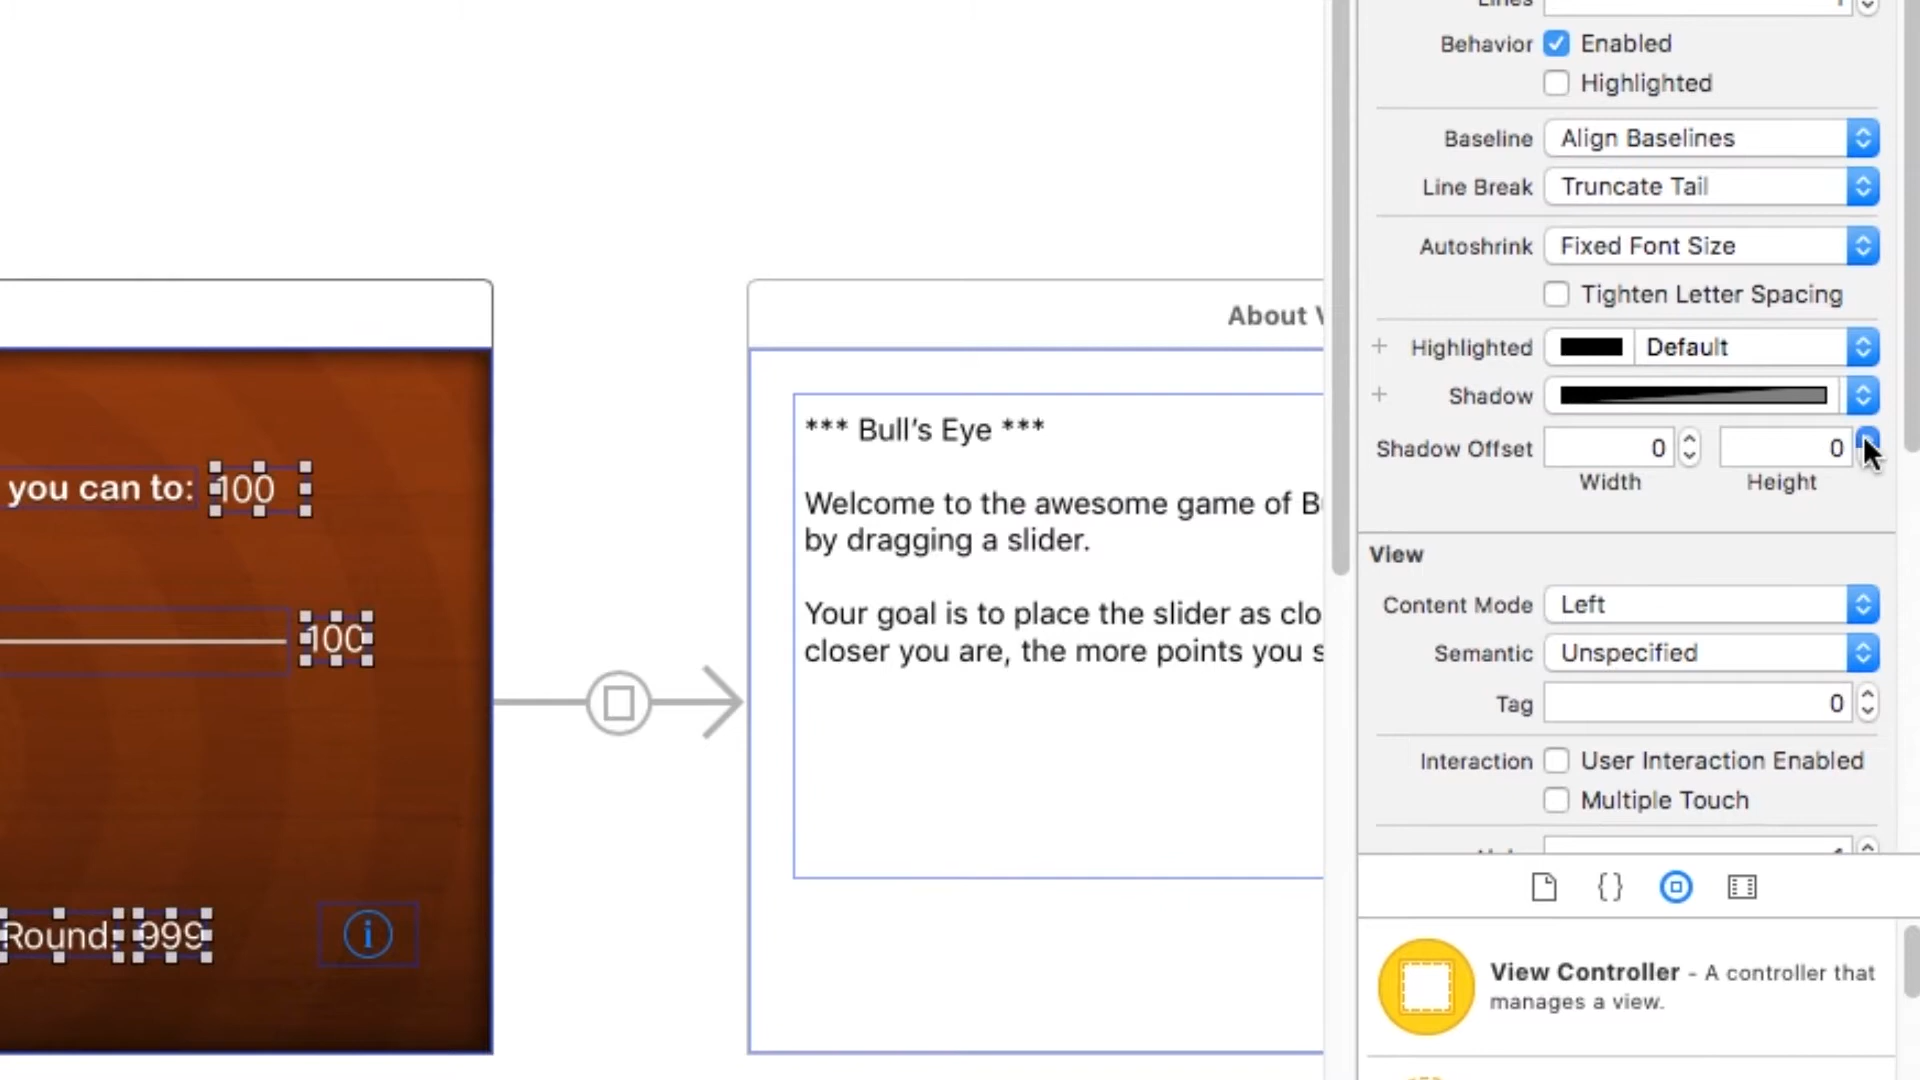 you can to:
100
100
Round:
999
About V
*** Bull's Eye ***
Welcome to the awesome game of B
by dragging a slider.
Your goal is to place the slider as clo
closer you are, the more points you s
Lines
Behavior
Enabled
Highlighted
Baseline
Align Baselines
Line Break
Truncate Tail
Autoshrink
Fixed Font Size
Tighten Letter Spacing
+ Highlighted
Default
+ Shadow
Shadow Offset
0
0
Width
Height
View
Content Mode
Left
Semantic
Unspecified
Tag
0
Interaction
User Interaction Enabled
Multiple Touch
{}
View Controller - A controller that
manages a view.